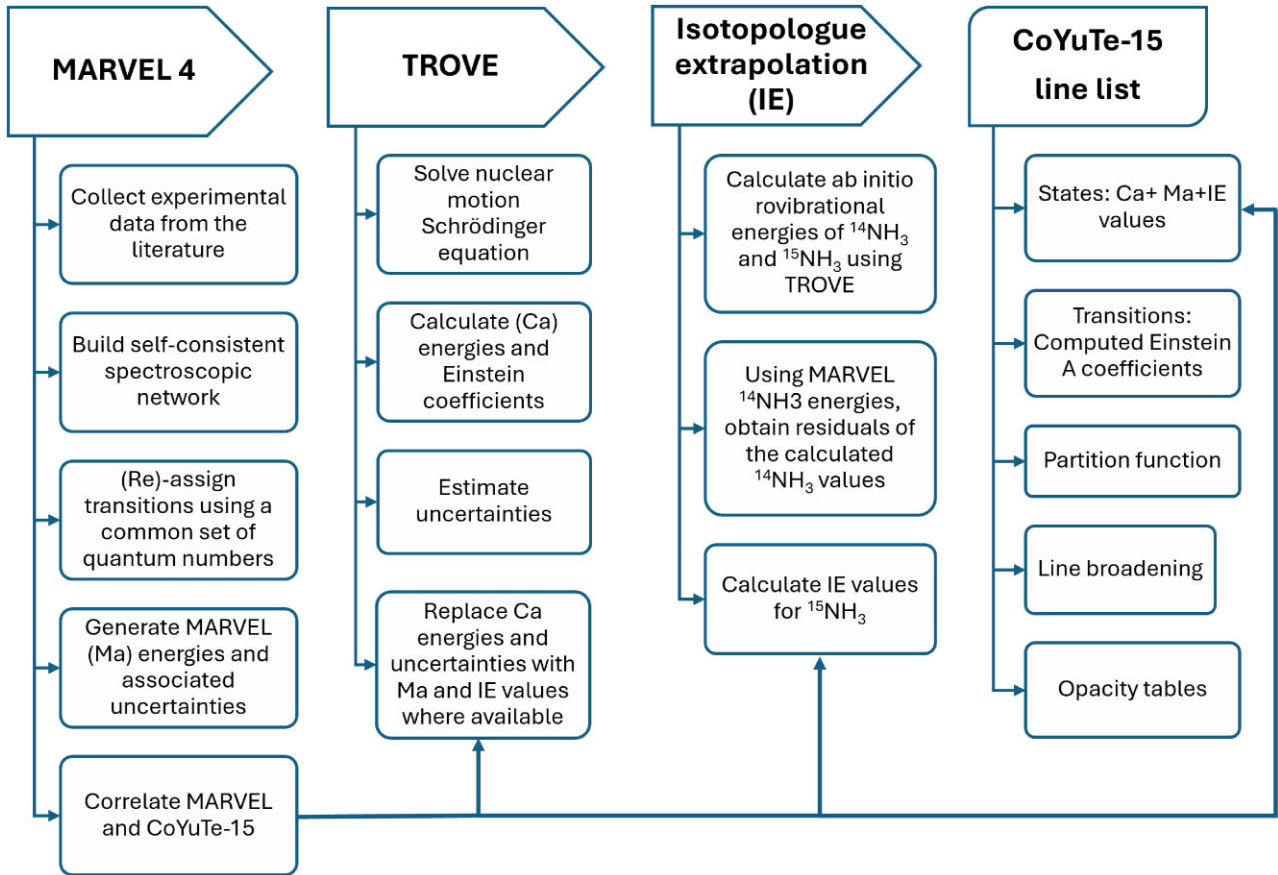 MARVEL 4
Collect experimental
data from the
literature
Build self-consistent
spectroscopic
network
(Re)-assign
transitions using a
common set of
quantum numbers
Generate MARVEL
(Ma) energies and
associated
uncertainties
Correlate MARVEL
and CoYuTe-15
TROVE
Solve nuclear
motion
Schrödinger
equation
Calculate (Ca)
energies and
Einstein
coefficients
Estimate
uncertainties
Replace Ca
energies and
uncertainties with
Ma and IE values
where available
Isotopologue
extrapolation
(IE)
Calculate ab initio
rovibrational
energies of ¹⁴NH₃
and ¹⁵NH₃ using
TROVE
Using MARVEL
¹⁴NH3 energies,
obtain residuals of
the calculated
¹⁴NH₃ values
Calculate IE values
for ¹⁵NH₃
CoYuTe-15
line list
States: Ca+ Ma+IE
values
Transitions:
Computed Einstein
A coefficients
Partition function
Line broadening
Opacity tables